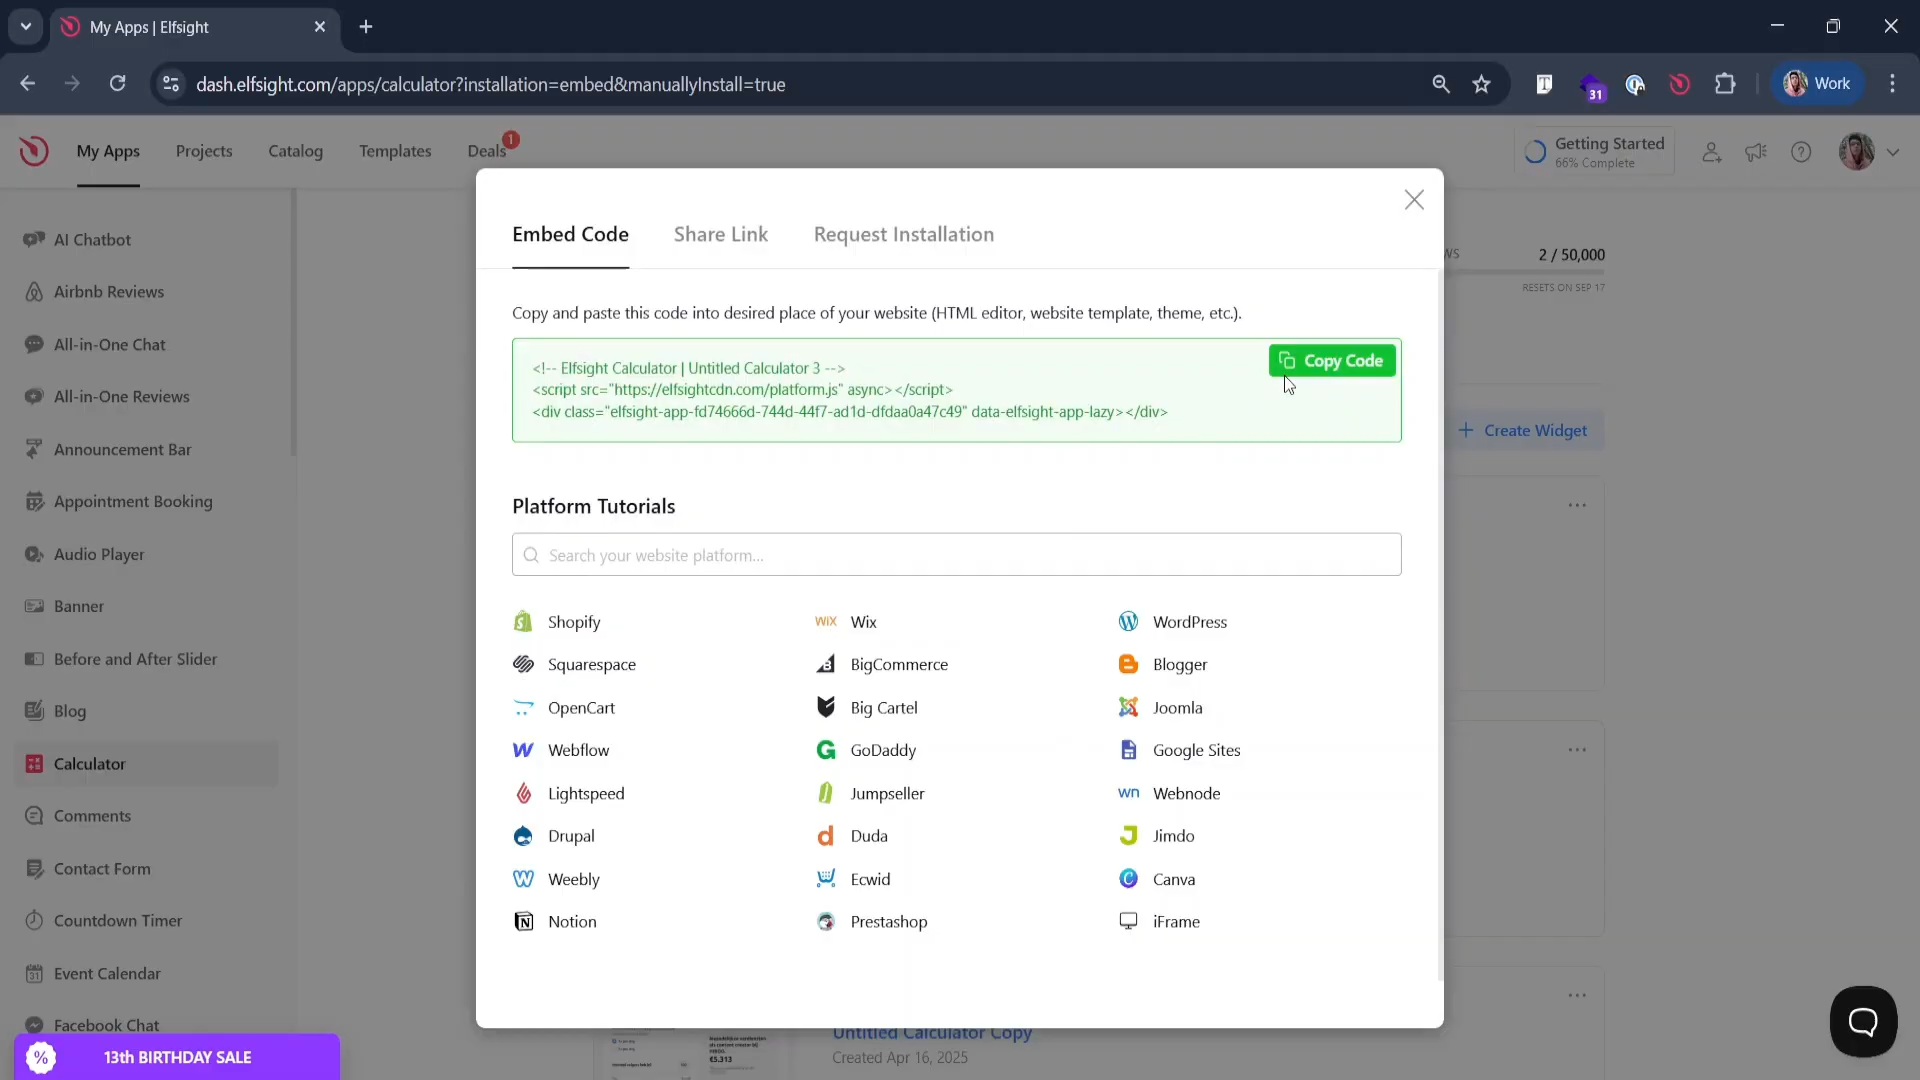 My Apps | Elfsight
dash.elfsight.com/apps/calculator?installation=embed&manuallyInstall=true
31
Work
My Apps
Projects
Catalog
Templates
Deals
1
Getting Started
66% Complete
AI Chatbot
Airbnb Reviews
All-in-One Chat
All-in-One Reviews
Announcement Bar
Appointment Booking
Audio Player
Banner
Before and After Slider
Blog
Calculator
Comments
Contact Form
Countdown Timer
Event Calendar
Facebook Chat
13th BIRTHDAY SALE
Embed Code
Share Link
Request Installation
Copy and paste this code into desired place of your website (HTML editor, website template, theme, etc.).
<!-- Elfsight Calculator | Untitled Calculator 3 -->
<script src="https://elfsightcdn.com/platform.js" async></script>
<div class="elfsight-app-fd74666d-744d-44f7-ad1d-dfdaa0a47c49" data-elfsight-app-lazy></div>
Copy Code
Platform Tutorials
Search your website platform...
Shopify
Wix
WordPress
Squarespace
BigCommerce
Blogger
OpenCart
Big Cartel
Joomla
Webflow
GoDaddy
Google Sites
Lightspeed
Jumpseller
Webnode
Drupal
Duda
Jimdo
Weebly
Ecwid
Canva
Notion
Prestashop
iFrame
2 / 50,000
RESETS ON SEP 17
+ Create Widget
Untitled Calculator Copy
Created Apr 16, 2025
€5.313